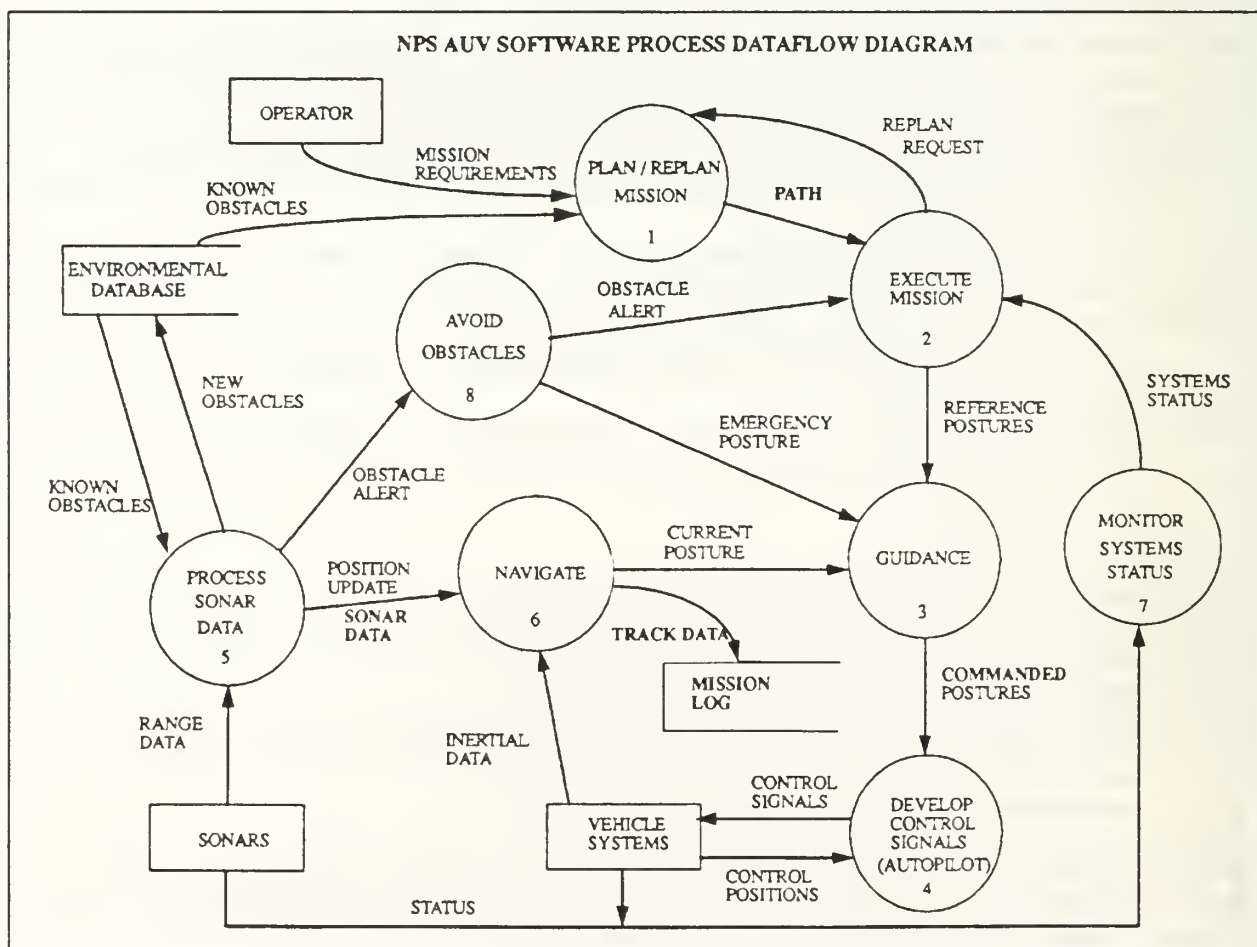 NPS AUV SOFTWARE PROCESS DATAFLOW DIAGRAM
OPERATOR
MISSION
REQUIREMENTS
KNOWN
OBSTACLES
PLAN / REPLAN
MISSION
1
REPLAN
REQUEST
PATH
ENVIRONMENTAL
DATABASE
EXECUTE
MISSION
2
OBSTACLE
ALERT
AVOID
OBSTACLES
8
NEW
OBSTACLES
SYSTEMS
STATUS
REFERENCE
POSTURES
EMERGENCY
POSTURE
OBSTACLE
ALERT
KNOWN
OBSTACLES
PROCESS
SONAR
DATA
5
POSITION
UPDATE
SONAR
DATA
NAVIGATE
6
CURRENT
POSTURE
GUIDANCE
3
MONITOR
SYSTEMS
STATUS
7
TRACK DATA
MISSION
LOG
COMMANDED
POSTURES
RANGE
DATA
INERTIAL
DATA
CONTROL
SIGNALS
SONARS
VEHICLE
SYSTEMS
DEVELOP
CONTROL
SIGNALS
(AUTOPILOT)
4
CONTROL
POSITIONS
STATUS